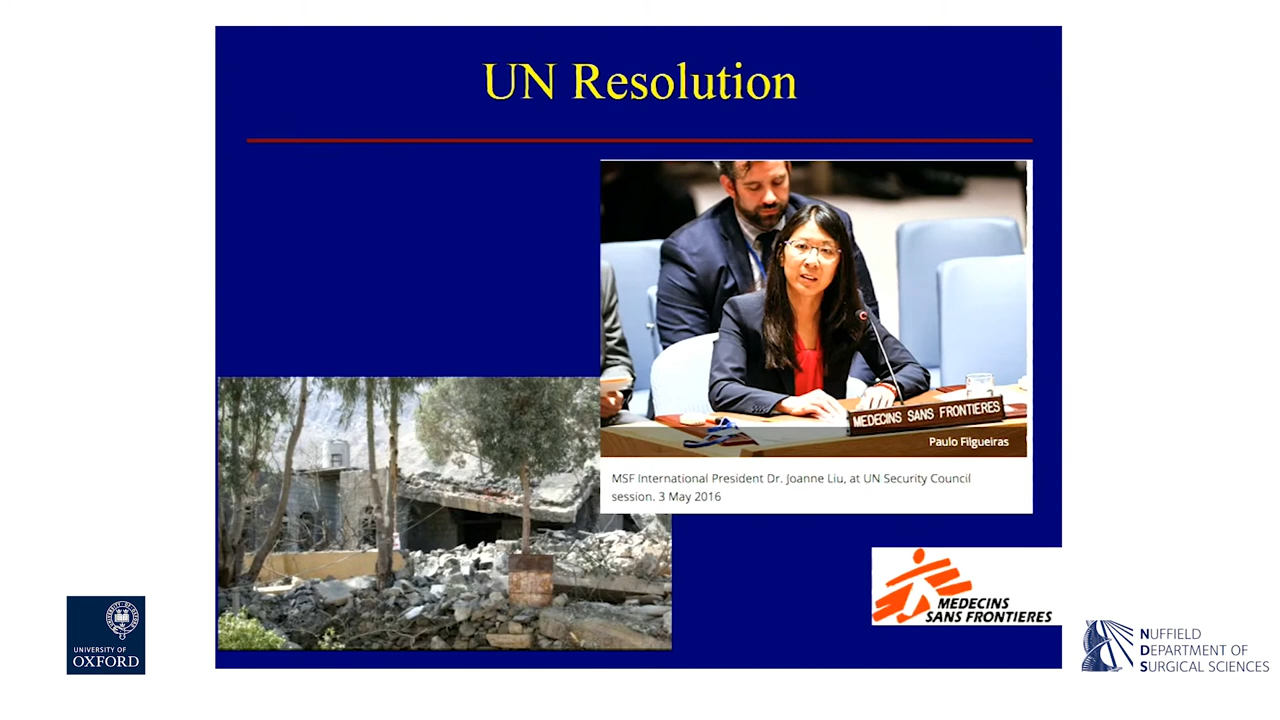 UN Resolution
MEDECINS SANS FRONTIERES
Paulo Filgueiras
MSF International President Dr. Joanne Liu, at UN Security Council
session. 3 May 2016
MEDECINS
SANS FRONTIERES
UNIVERSITY OF
OXFORD
NUFFIELD
DEPARTMENT OF
SURGICAL SCIENCES